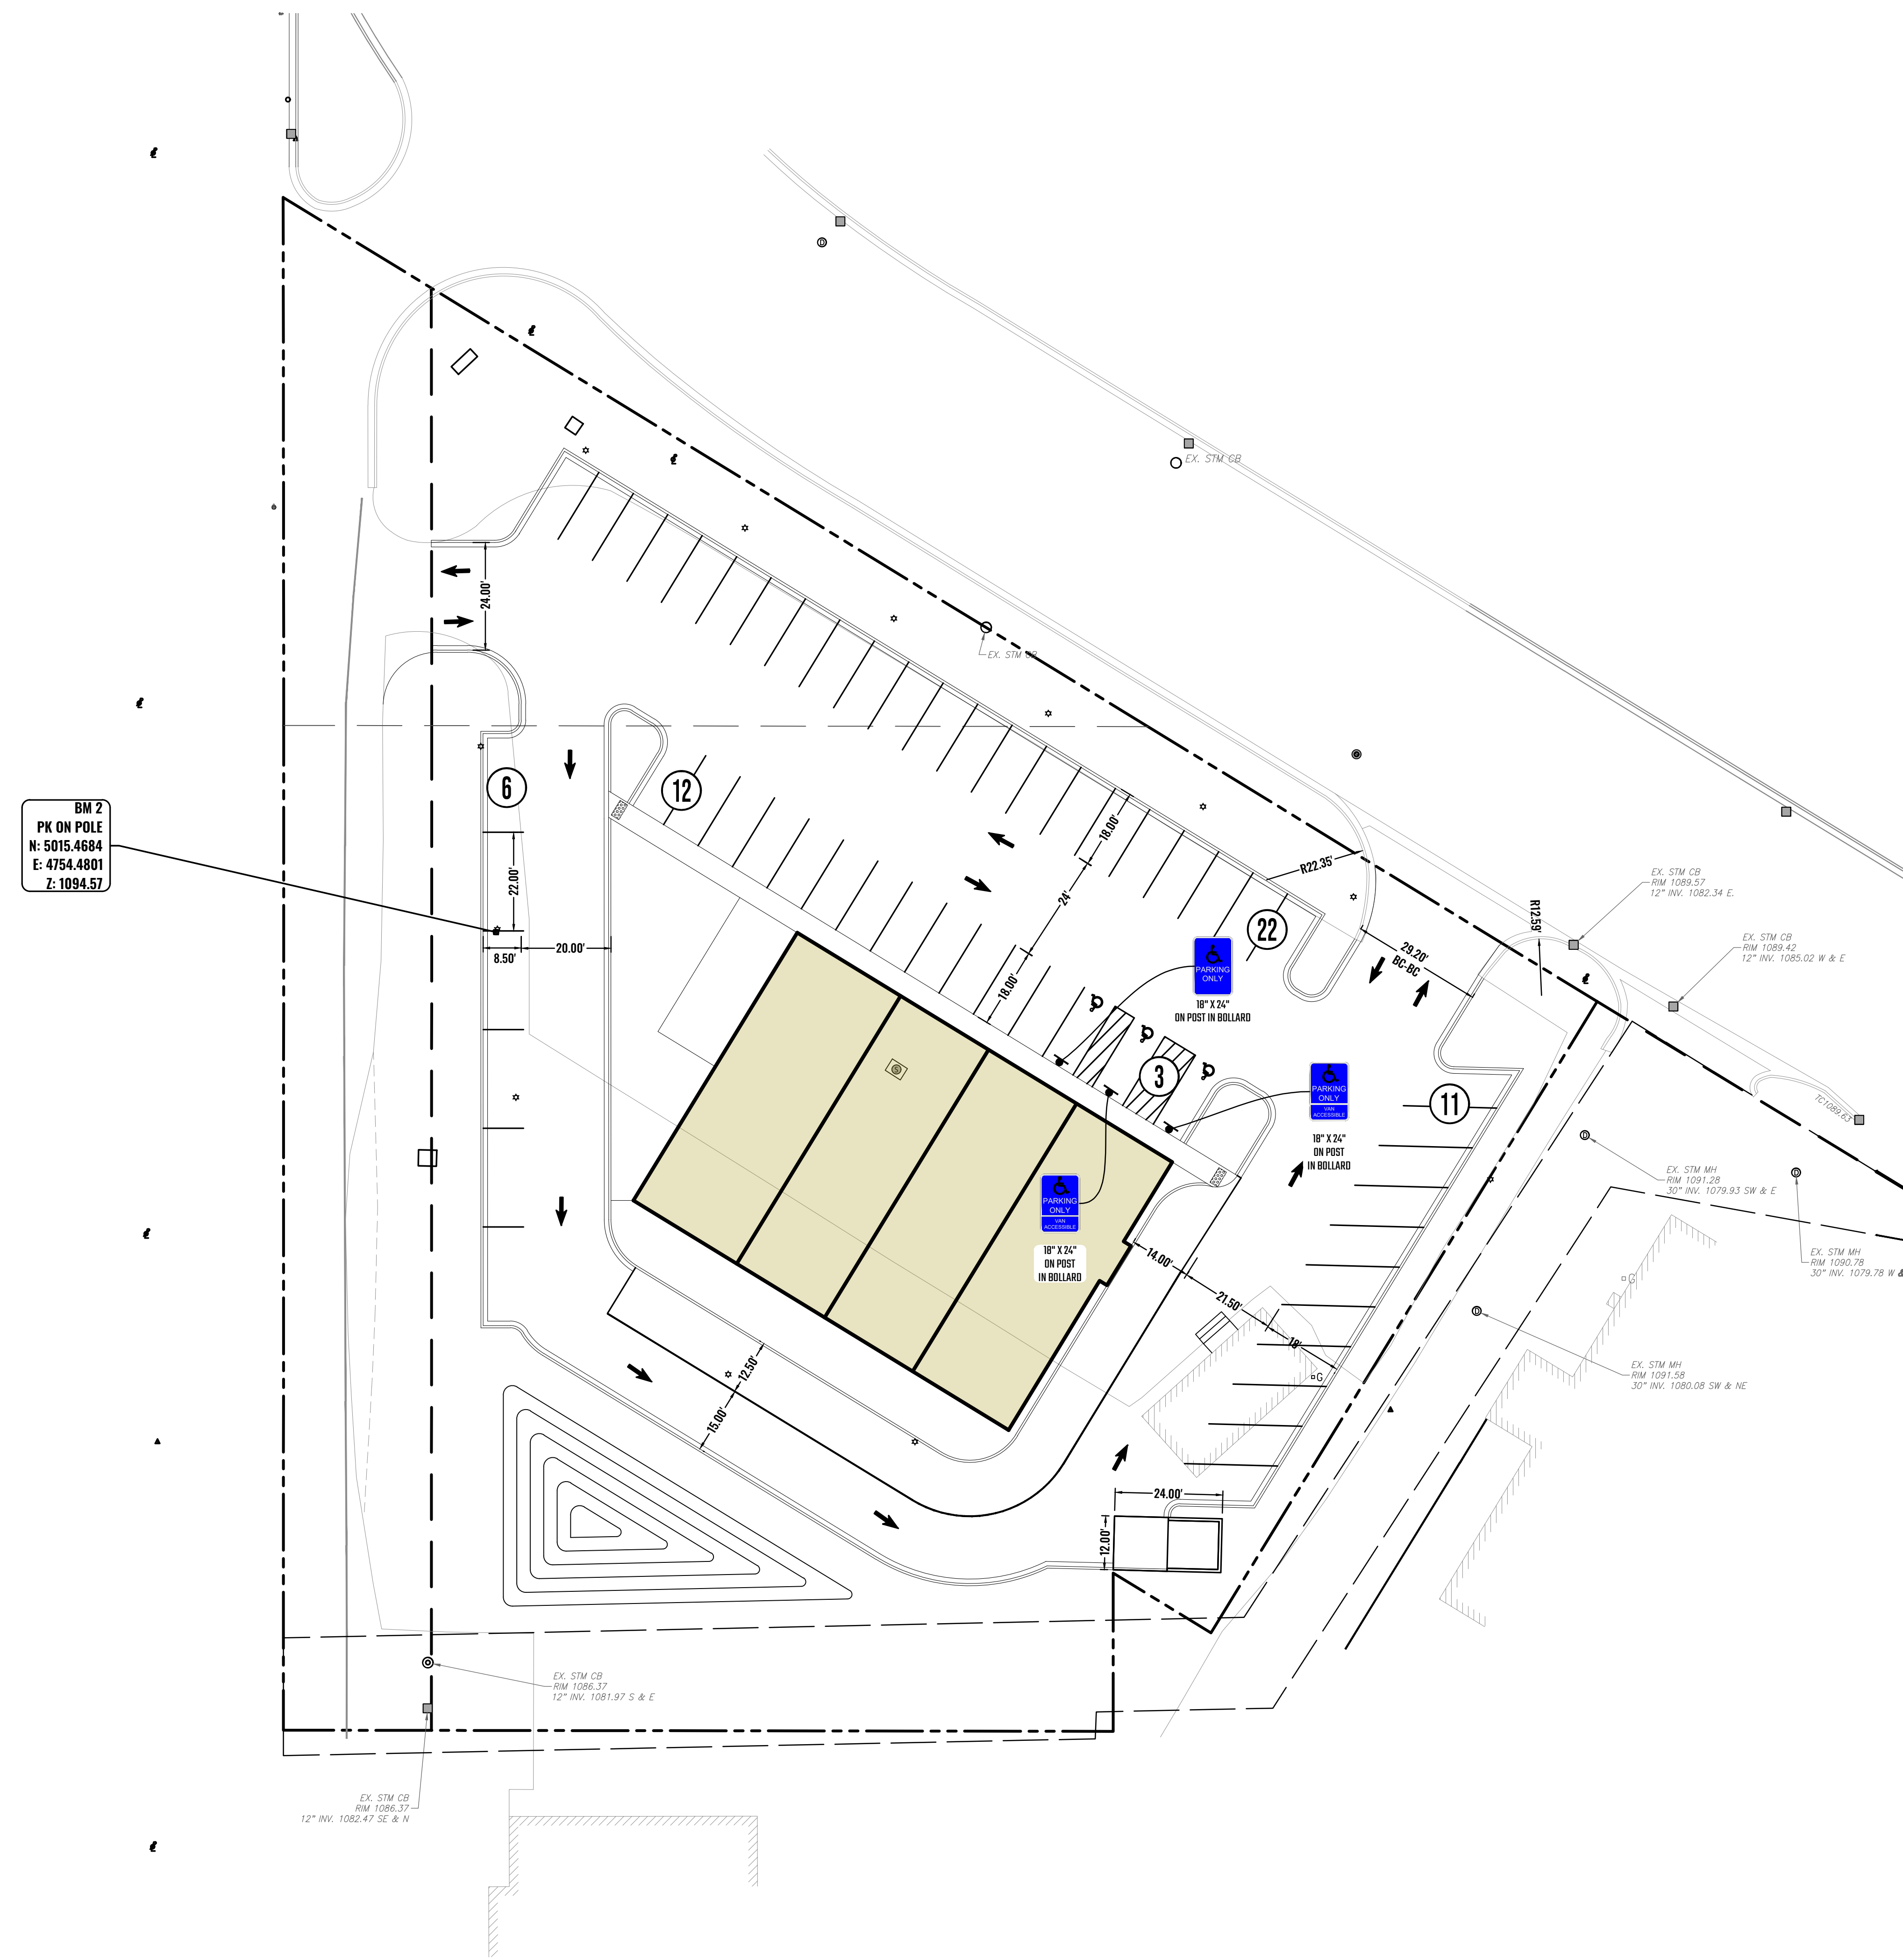 EX. STM CB
24.00'
EX. STM CB
BM 2
PK ON POLE
N: 5015.4684
E: 4754.4801
Z: 1094.57
6
12
22.00'
8.50'
20.00'
18.00'
24'
18.00'
R22.35'
22
R12.59'
29.20'
BC-BC
EX. STM CB
RIM 1089.57
12" INV. 1082.34 E.
EX. STM CB
RIM 1089.42
12" INV. 1085.02 W & E
PARKING
ONLY
18" X 24"
ON POST IN BOLLARD
3
PARKING
ONLY
VAN
ACCESSIBLE
18" X 24"
ON POST
IN BOLLARD
11
TC1089.63
D
D
EX. STM MH
RIM 1091.28
30" INV. 1079.93 SW & E
EX. STM MH
RIM 1090.78
30" INV. 1079.78 W &
S
PARKING
ONLY
VAN
ACCESSIBLE
18" X 24"
ON POST
IN BOLLARD
14.00'
21.50'
18'
G
G
D
EX. STM MH
RIM 1091.58
30" INV. 1080.08 SW & NE
12.50'
15.00'
24.00'
12.00'
EX. STM CB
RIM 1086.37
12" INV. 1081.97 S & E
EX. STM CB
RIM 1086.37
12" INV. 1082.47 SE & N
D